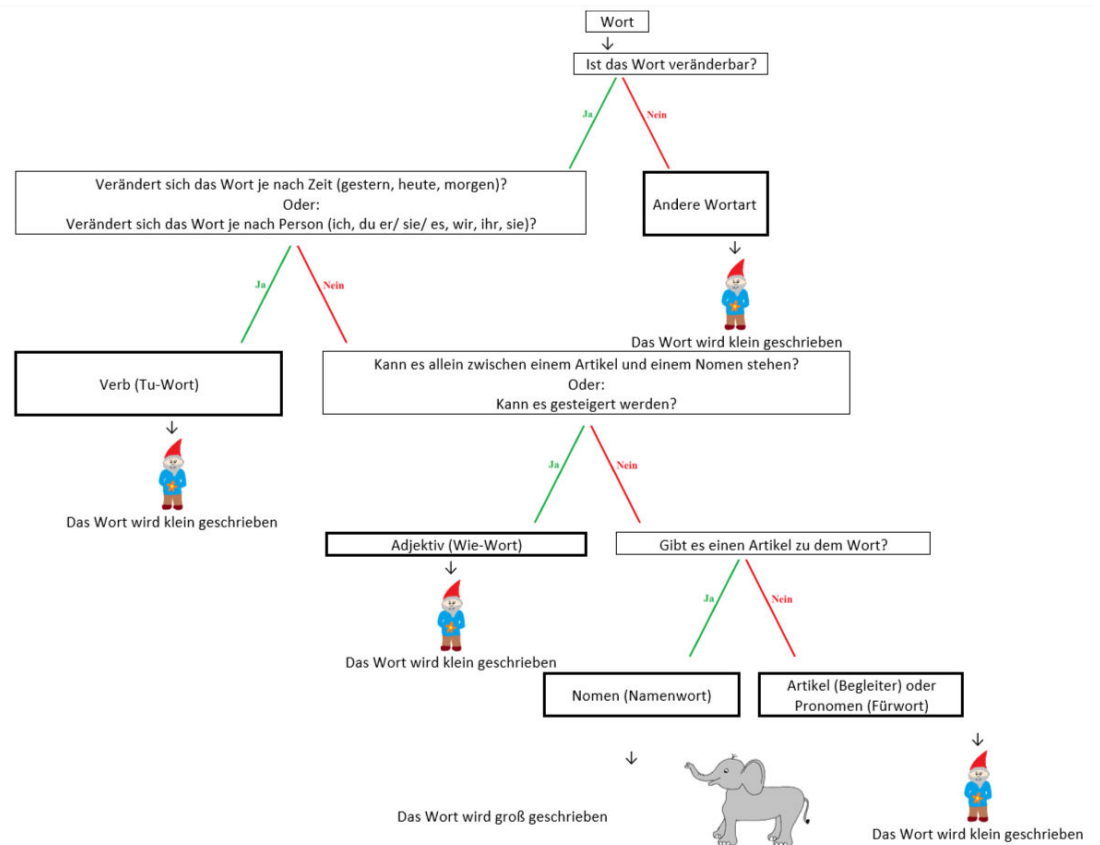 Wort
Ist das Wort veränderbar?
Ja
Nein
Verändert sich das Wort je nach Zeit (gestern, heute, morgen)?
Oder:
Verändert sich das Wort je nach Person (ich, du er/ sie/ es, wir, ihr, sie)?
Andere Wortart
Das Wort wird klein geschrieben
Ja
Nein
Verb (Tu-Wort)
Das Wort wird klein geschrieben
Kann es allein zwischen einem Artikel und einem Nomen stehen?
Oder:
Kann es gesteigert werden?
Ja
Nein
Adjektiv (Wie-Wort)
Das Wort wird klein geschrieben
Gibt es einen Artikel zu dem Wort?
Ja
Nein
Nomen (Namenwort)
Das Wort wird groß geschrieben
Artikel (Begleiter) oder
Pronomen (Fürwort)
Das Wort wird klein geschrieben